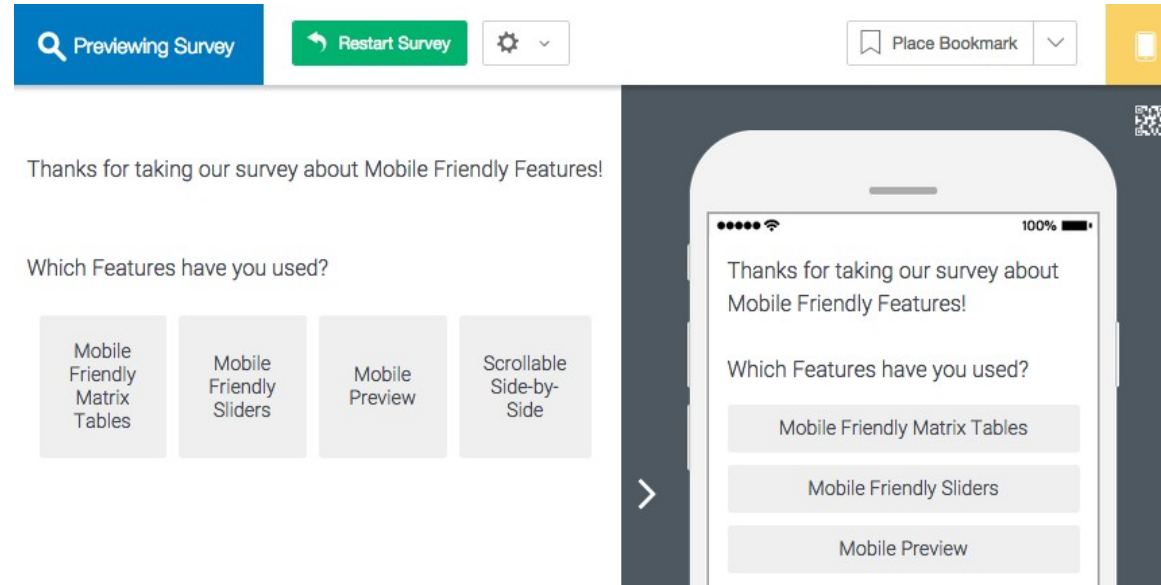 Previewing Survey
Restart Survey
Place Bookmark
Thanks for taking our survey about Mobile Friendly Features!
Which Features have you used?
Mobile
Friendly
Matrix
Tables
Mobile
Friendly
Sliders
Mobile
Preview
Scrollable
Side-by-
Side
100%
Thanks for taking our survey about
Mobile Friendly Features!
Which Features have you used?
Mobile Friendly Matrix Tables
Mobile Friendly Sliders
Mobile Preview